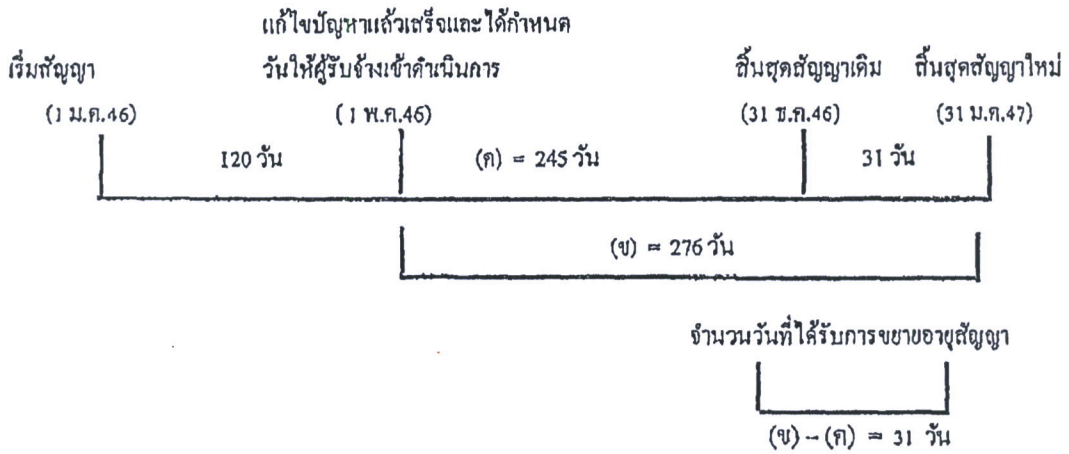 แก้ไขปัญหาแล้วเสร็จและได้กำหนด
เริ่มสัญญา วันให้ผู้รับจ้างเข้าดำเนินการ สิ้นสุดสัญญาเดิม สิ้นสุดสัญญาใหม่
(1 ม.ค.46) (1 พ.ค.46) (31 ธ.ค.46) (31 ม.ค.47)
120 วัน (ค) = 245 วัน 31 วัน
(ข) = 276 วัน
จำนวนวันที่ได้รับการขยายอายุสัญญา
(ข) – (ค) = 31 วัน